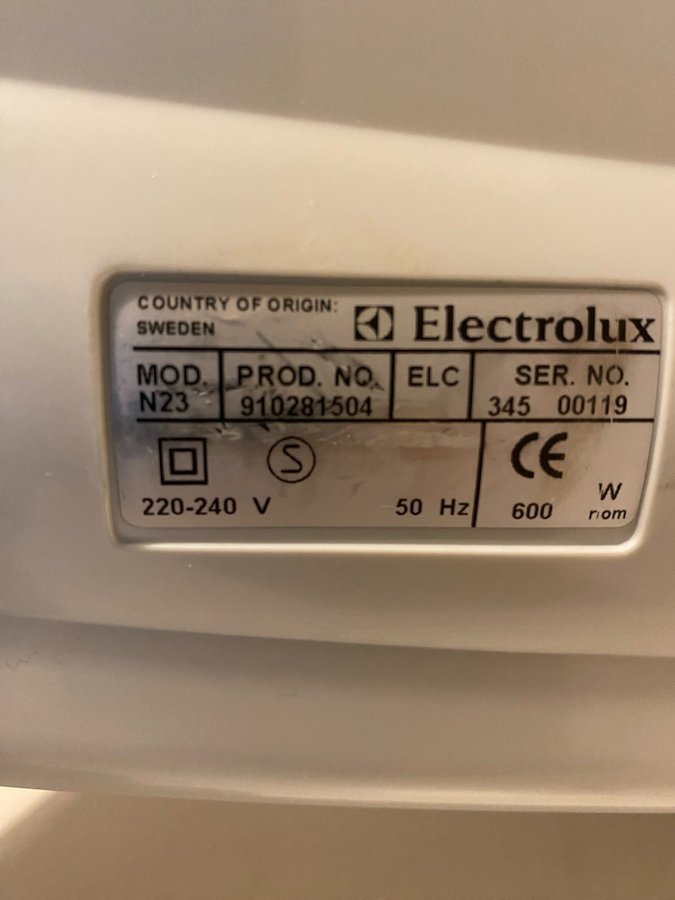 COUNTRY OF ORIGIN:
SWEDEN
Electrolux
MOD. PROD. NO. ELC SER. NO.
N23 910281504 345 00119
S CE
220-240 V 50 Hz 600 W nom